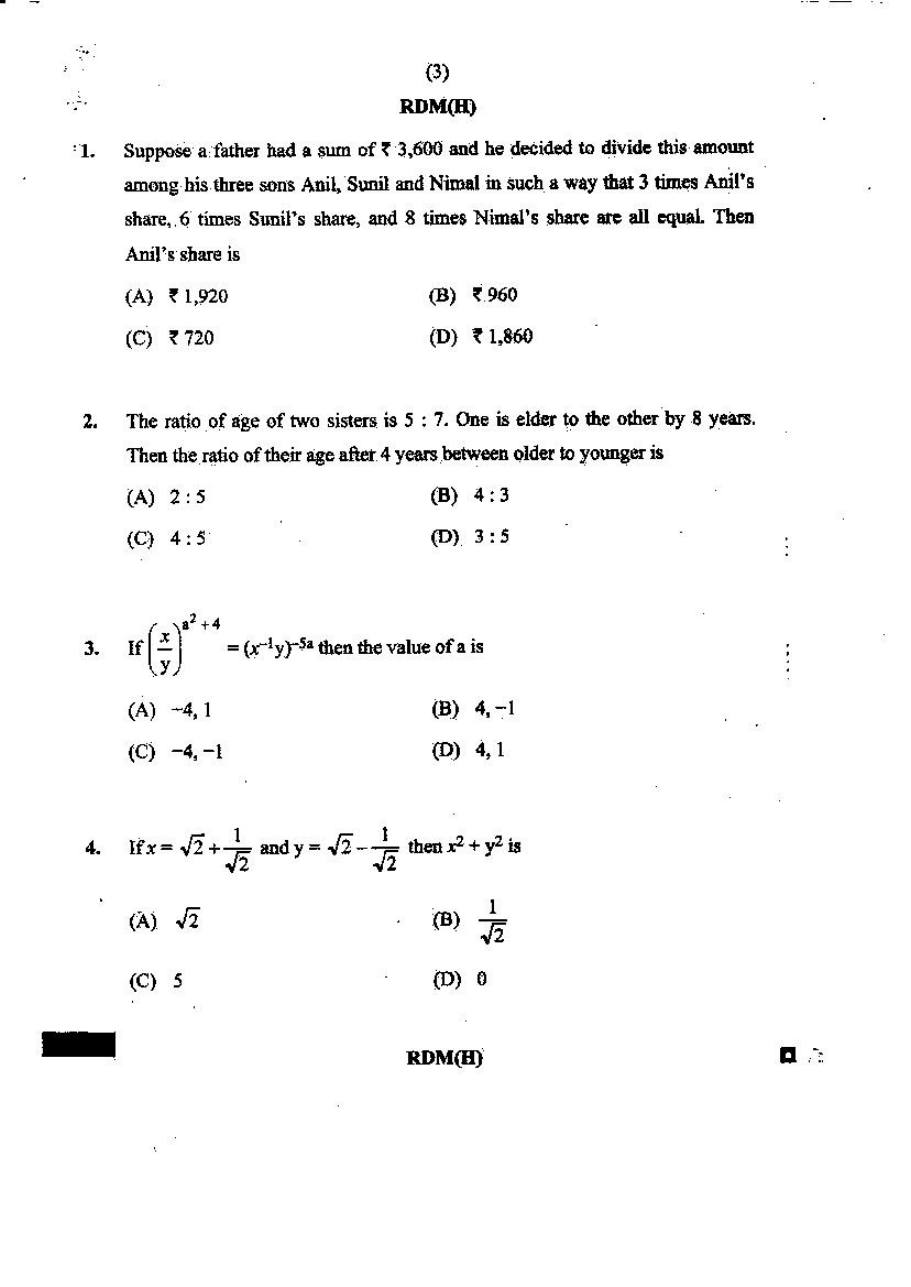 (3)
RDM(H)
1. Suppose a father had a sum of ₹ 3,600 and he decided to divide this amount
among his three sons Anil, Sunil and Nimal in such a way that 3 times Anil's
share, 6 times Sunil's share, and 8 times Nimal's share are all equal. Then
Anil's share is
(A) ₹ 1,920 (B) ₹ 960
(C) ₹ 720 (D) ₹ 1,860
2. The ratio of age of two sisters is 5 : 7. One is elder to the other by 8 years.
Then the ratio of their age after 4 years between older to younger is
(A) 2 : 5 (B) 4 : 3
(C) 4 : 5 (D) 3 : 5
3. If (x/y)^(a²+4) = (x⁻¹y)⁻⁵ᵃ then the value of a is
(A) −4, 1 (B) 4, −1
(C) −4, −1 (D) 4, 1
4. If x = √2 + 1/√2 and y = √2 − 1/√2 then x² + y² is
(A) √2 (B) 1/√2
(C) 5 (D) 0
RDM(H)